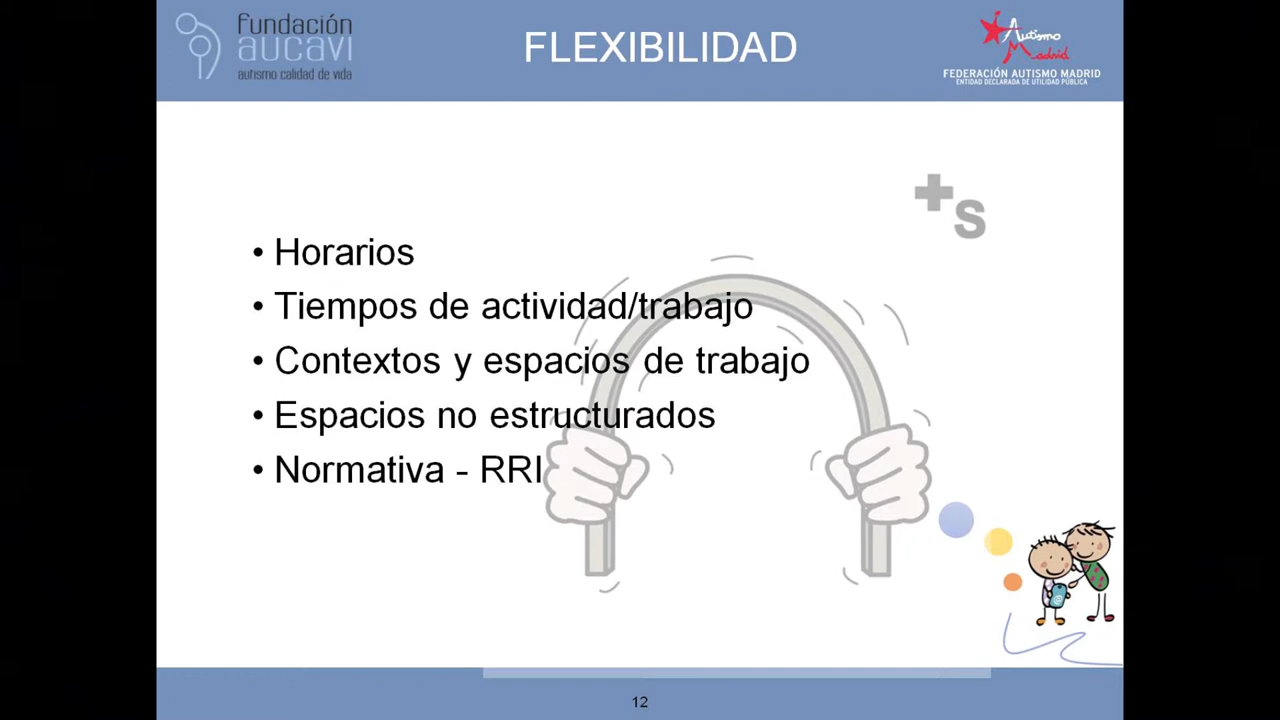 fundación
aucavi
autismo calidad de vida
FLEXIBILIDAD
Autismo
Madrid
FEDERACIÓN AUTISMO MADRID
ENTIDAD DECLARADA DE UTILIDAD PÚBLICA
+s
• Horarios
• Tiempos de actividad/trabajo
• Contextos y espacios de trabajo
• Espacios no estructurados
• Normativa - RRI
12